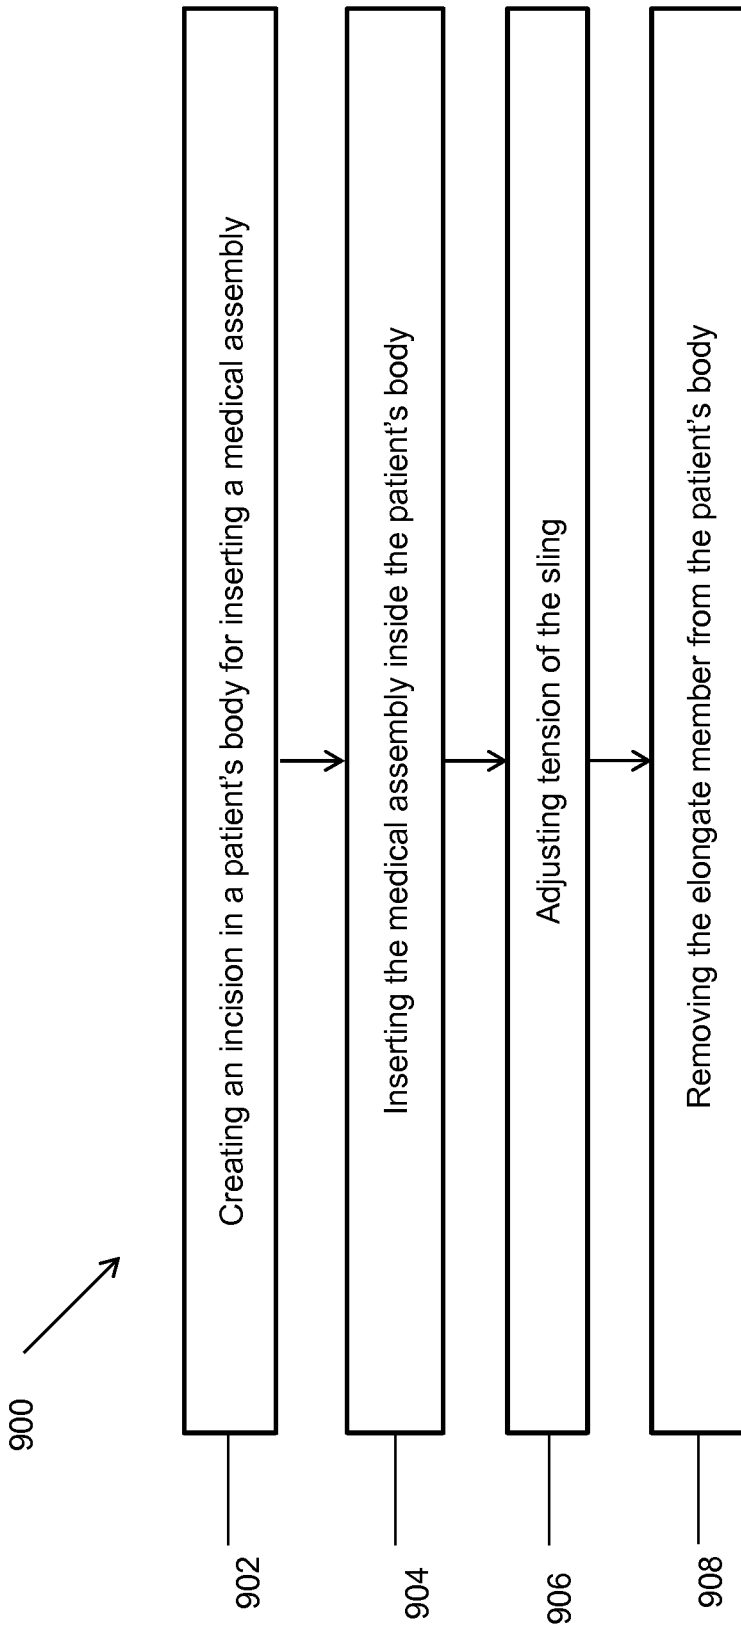 900
902
Creating an incision in a patient's body for inserting a medical assembly
904
Inserting the medical assembly inside the patient's body
906
Adjusting tension of the sling
908
Removing the elongate member from the patient's body